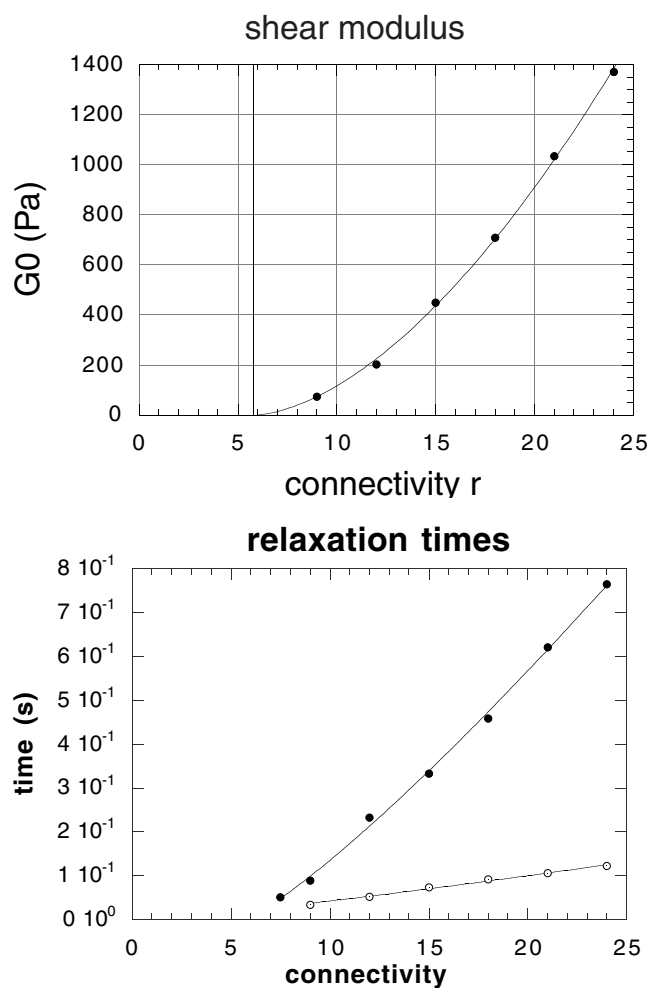 shear modulus
1400
1200
1000
800
600
400
200
0
G0 (Pa)
0 5 10 15 20 25
connectivity r
relaxation times
8 10-1
7 10-1
6 10-1
5 10-1
4 10-1
3 10-1
2 10-1
1 10-1
0 100
time (s)
0 5 10 15 20 25
connectivity